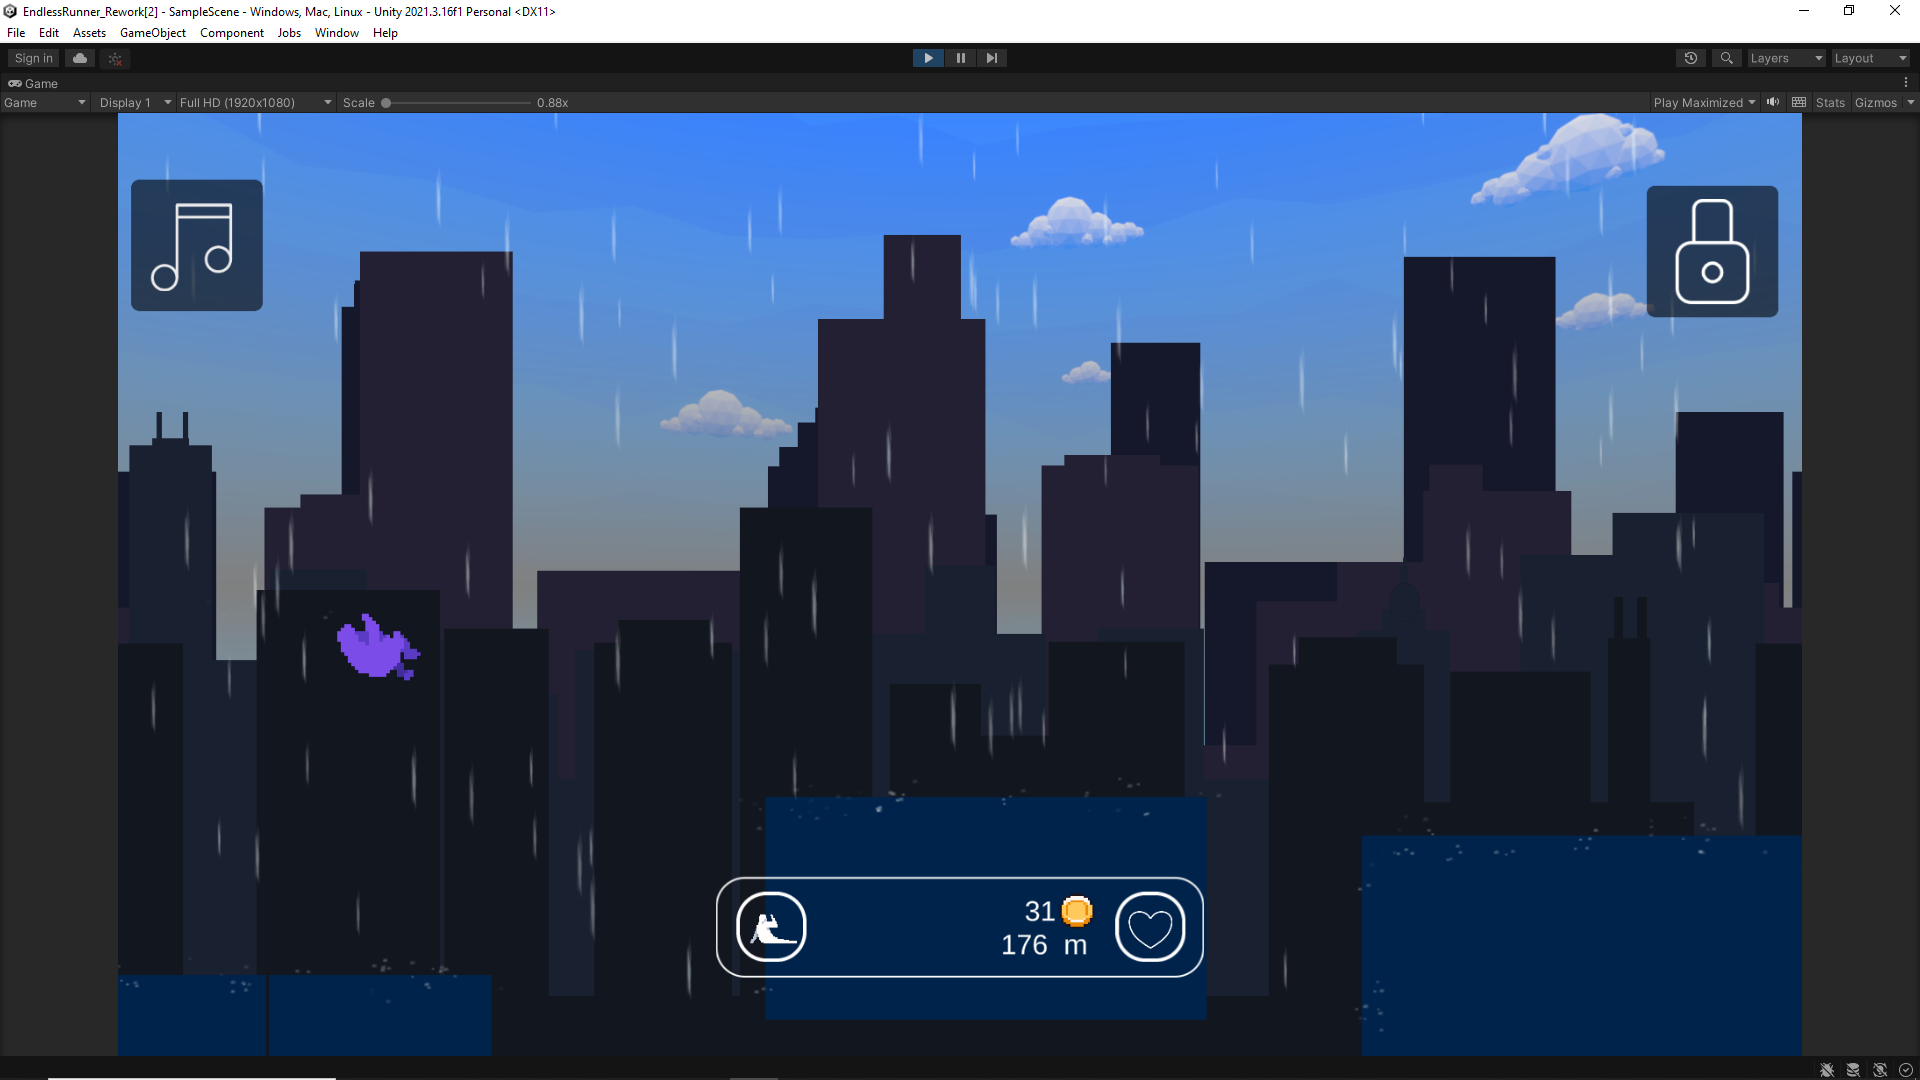 EndlessRunner_Rework[2] - SampleScene - Windows, Mac, Linux - Unity 2021.3.16f1 Personal <DX11>
File Edit Assets GameObject Component Jobs Window Help
Sign in Layers Layout
Game
Game Display 1 Full HD (1920x1080) Scale 0.88x Play Maximized Stats Gizmos
31
176 m